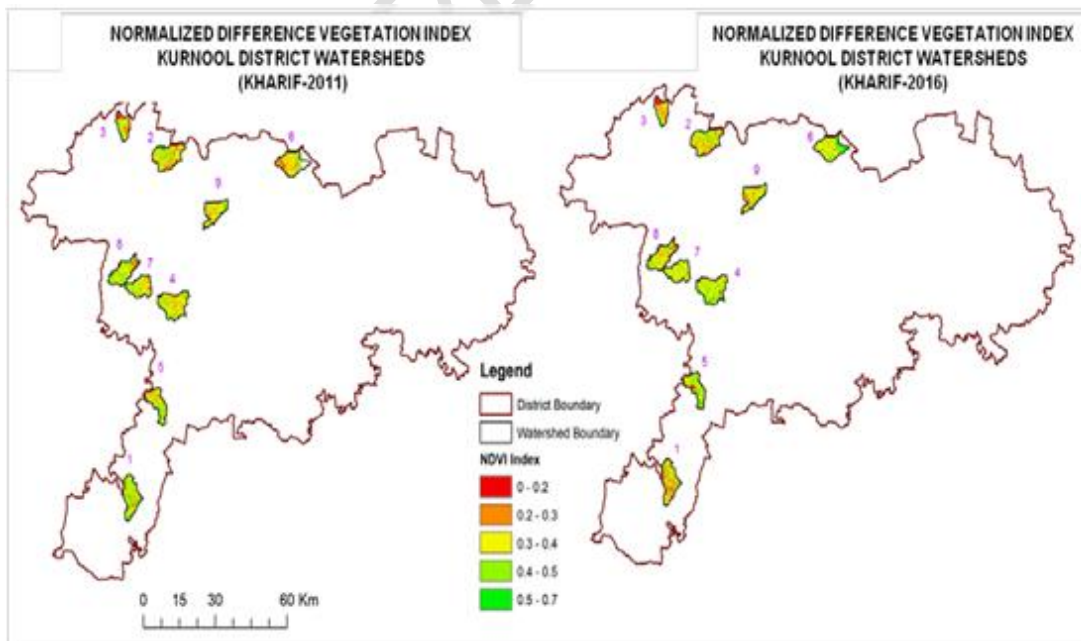 NORMALIZED DIFFERENCE VEGETATION INDEX
KURNOOL DISTRICT WATERSHEDS
(KHARIF-2011)
3
2
6
9
8
7
4
5
1
NORMALIZED DIFFERENCE VEGETATION INDEX
KURNOOL DISTRICT WATERSHEDS
(KHARIF-2016)
3
2
6
9
8
7
4
5
1
Legend
District Boundary
Watershed Boundary
NDVI Index
0 - 0.2
0.2 - 0.3
0.3 - 0.4
0.4 - 0.5
0.5 - 0.7
0 15 30 60 Km